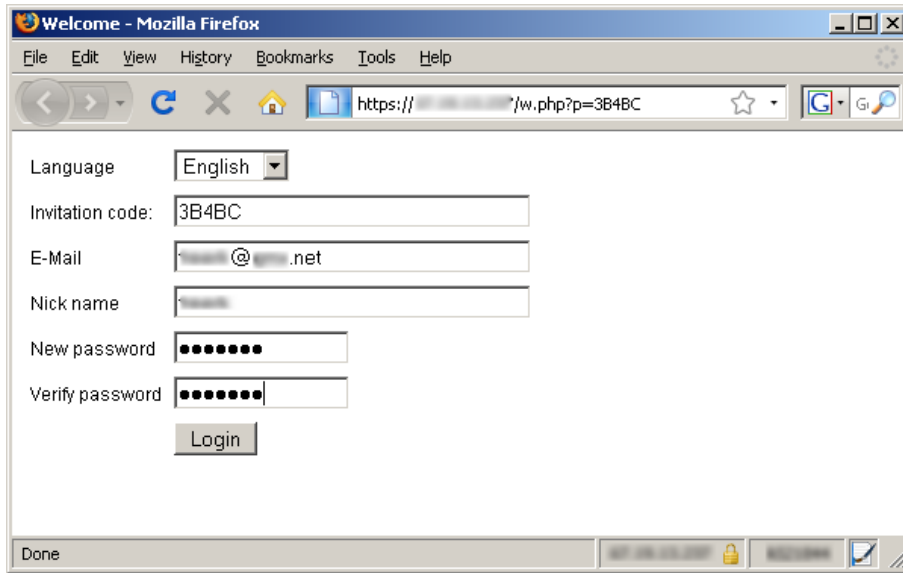 Welcome - Mozilla Firefox
File Edit View History Bookmarks Tools Help
https:// /w.php?p=3B4BC G
Language English
Invitation code: 3B4BC
E-Mail @ .net
Nick name
New password •••••••
Verify password •••••••
Login
Done